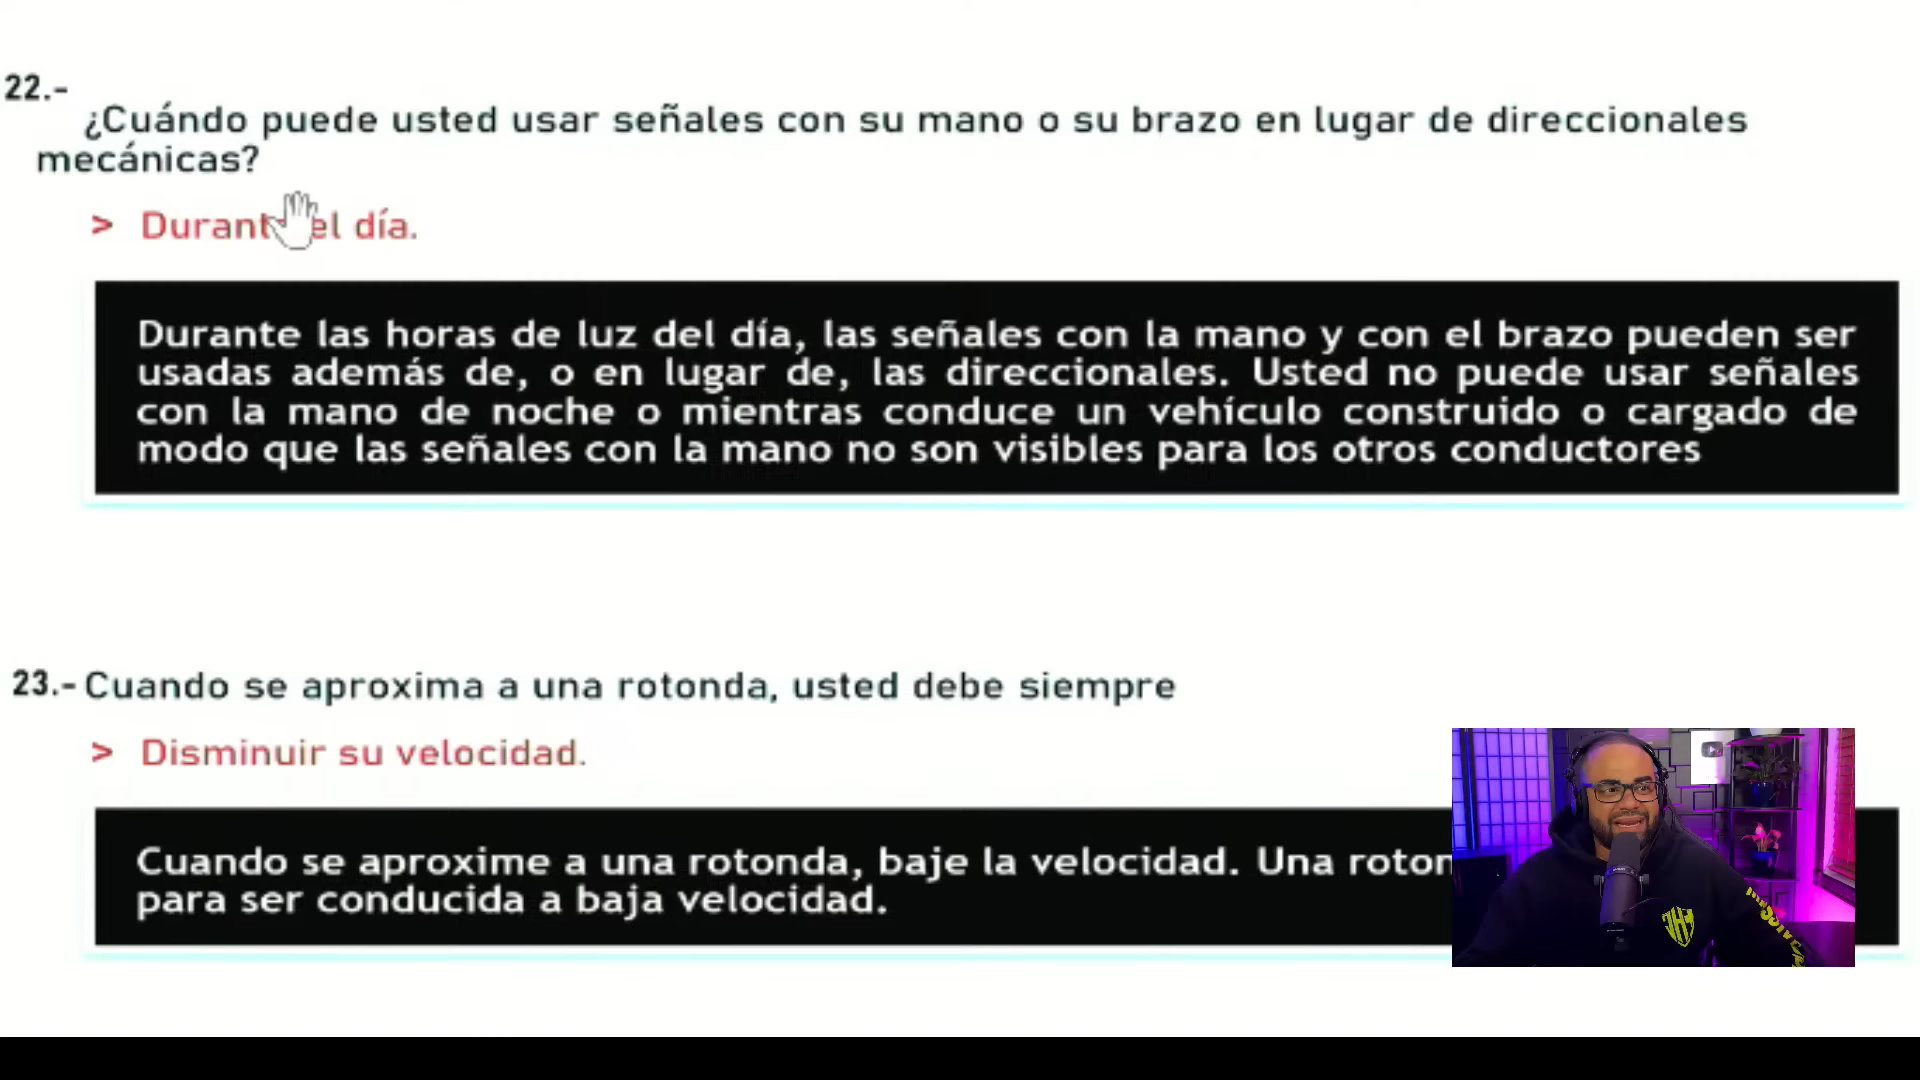 22.-
¿Cuándo puede usted usar señales con su mano o su brazo en lugar de direccionales
mecánicas?
> Durante el día.
Durante las horas de luz del día, las señales con la mano y con el brazo pueden ser
usadas además de, o en lugar de, las direccionales. Usted no puede usar señales
con la mano de noche o mientras conduce un vehículo construido o cargado de
modo que las señales con la mano no son visibles para los otros conductores
23.- Cuando se aproxima a una rotonda, usted debe siempre
> Disminuir su velocidad.
Cuando se aproxime a una rotonda, baje la velocidad. Una
para ser conducida a baja velocidad.